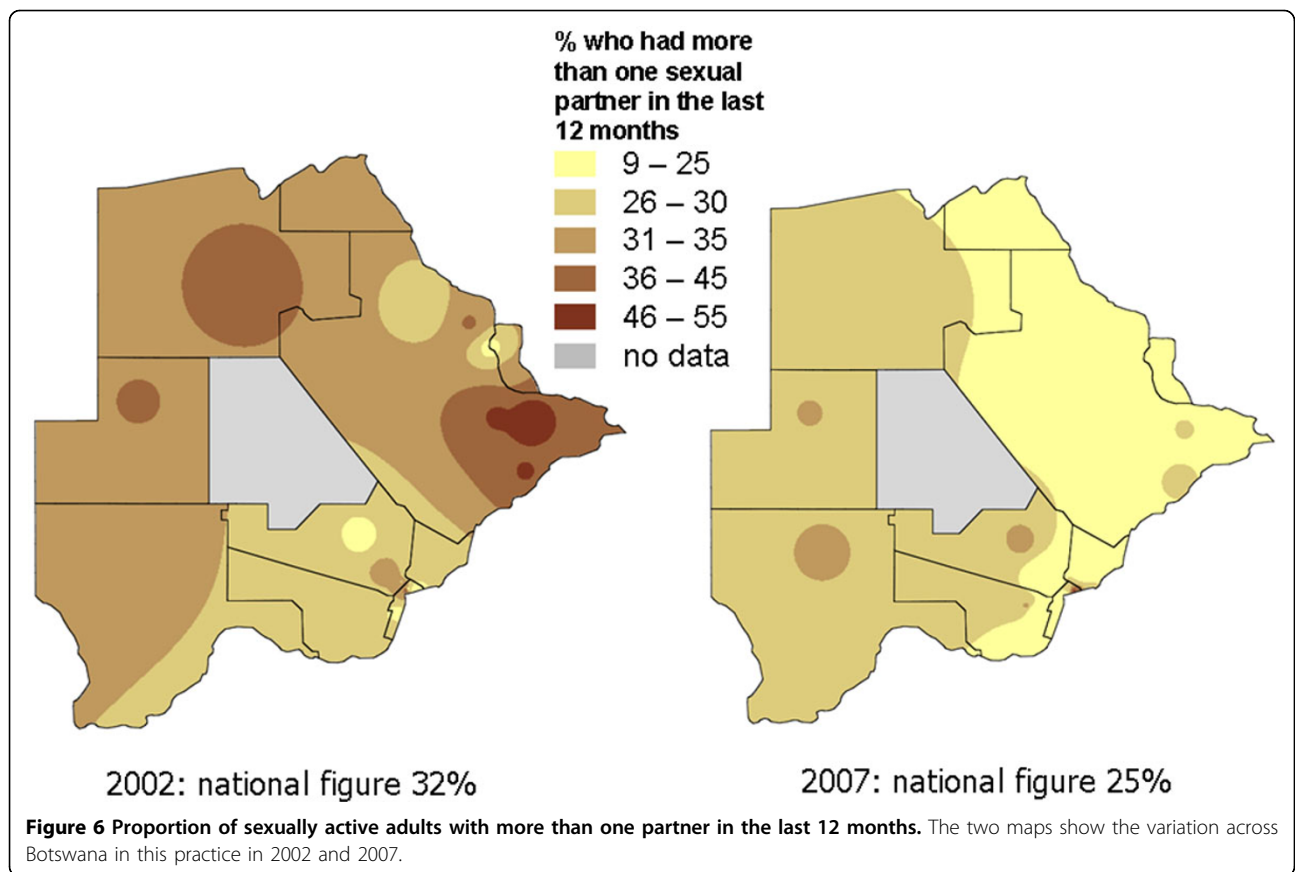 % who had more
than one sexual
partner in the last
12 months
9 – 25
26 – 30
31 – 35
36 – 45
46 – 55
no data
2002: national figure 32%
2007: national figure 25%
Figure 6 Proportion of sexually active adults with more than one partner in the last 12 months. The two maps show the variation across
Botswana in this practice in 2002 and 2007.